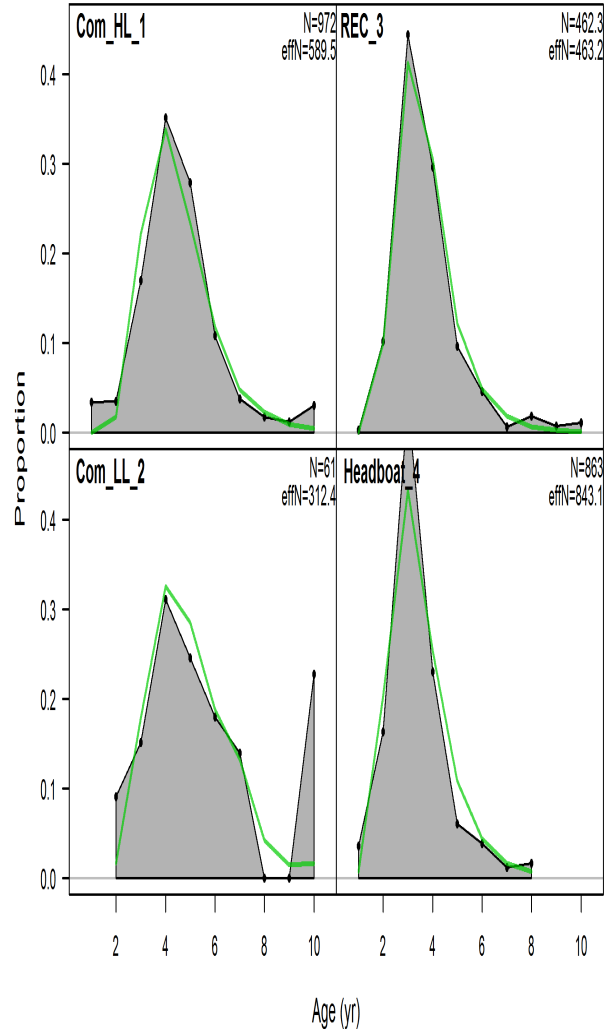 Com_HL_1
N=972
effN=589.5
REC_3
N=462.3
effN=463.2
0.4
0.3
0.2
0.1
0.0
Com_LL_2
N=61
effN=312.4
Headboat_4
N=863
effN=843.1
0.4
0.3
0.2
0.1
0.0
Proportion
2 4 6 8 10
2 4 6 8 10
Age (yr)